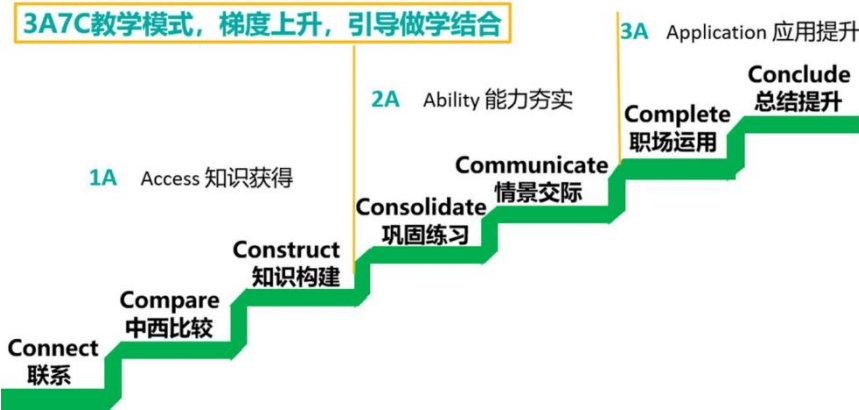 3A7C教学模式，梯度上升，引导做学结合
1A Access 知识获得
2A Ability 能力夯实
3A Application 应用提升
Connect
联系
Compare
中西比较
Construct
知识构建
Consolidate
巩固练习
Communicate
情景交际
Complete
职场运用
Conclude
总结提升